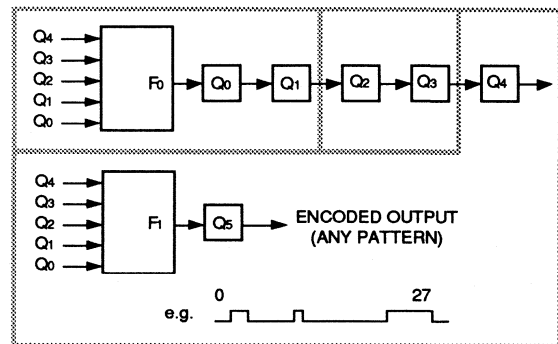 Q4
Q3
Q2
Q1
Q0
F0
Q0
Q1
Q2
Q3
Q4
Q4
Q3
Q2
Q1
Q0
F1
Q5
ENCODED OUTPUT
(ANY PATTERN)
0 27
e.g.